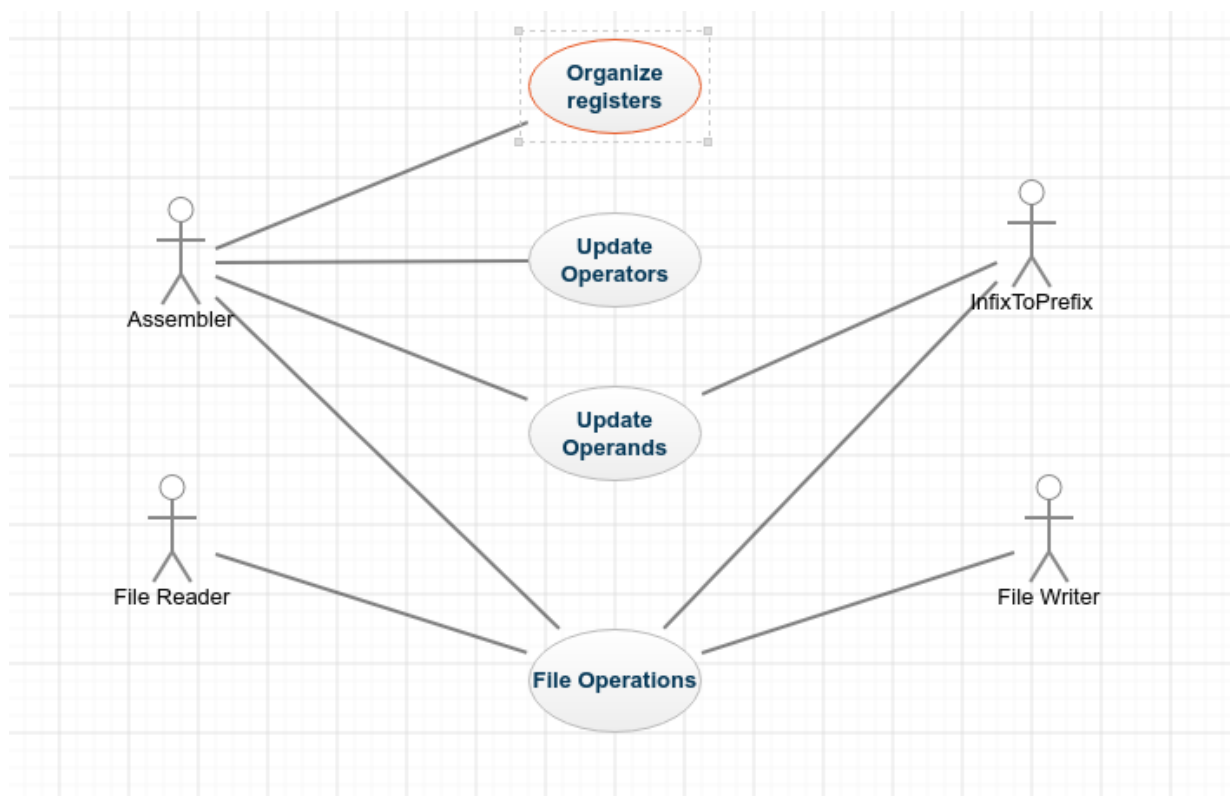 Organize
registers
Update
Operators
Assembler
InfixToPrefix
Update
Operands
File Reader
File Writer
File Operations